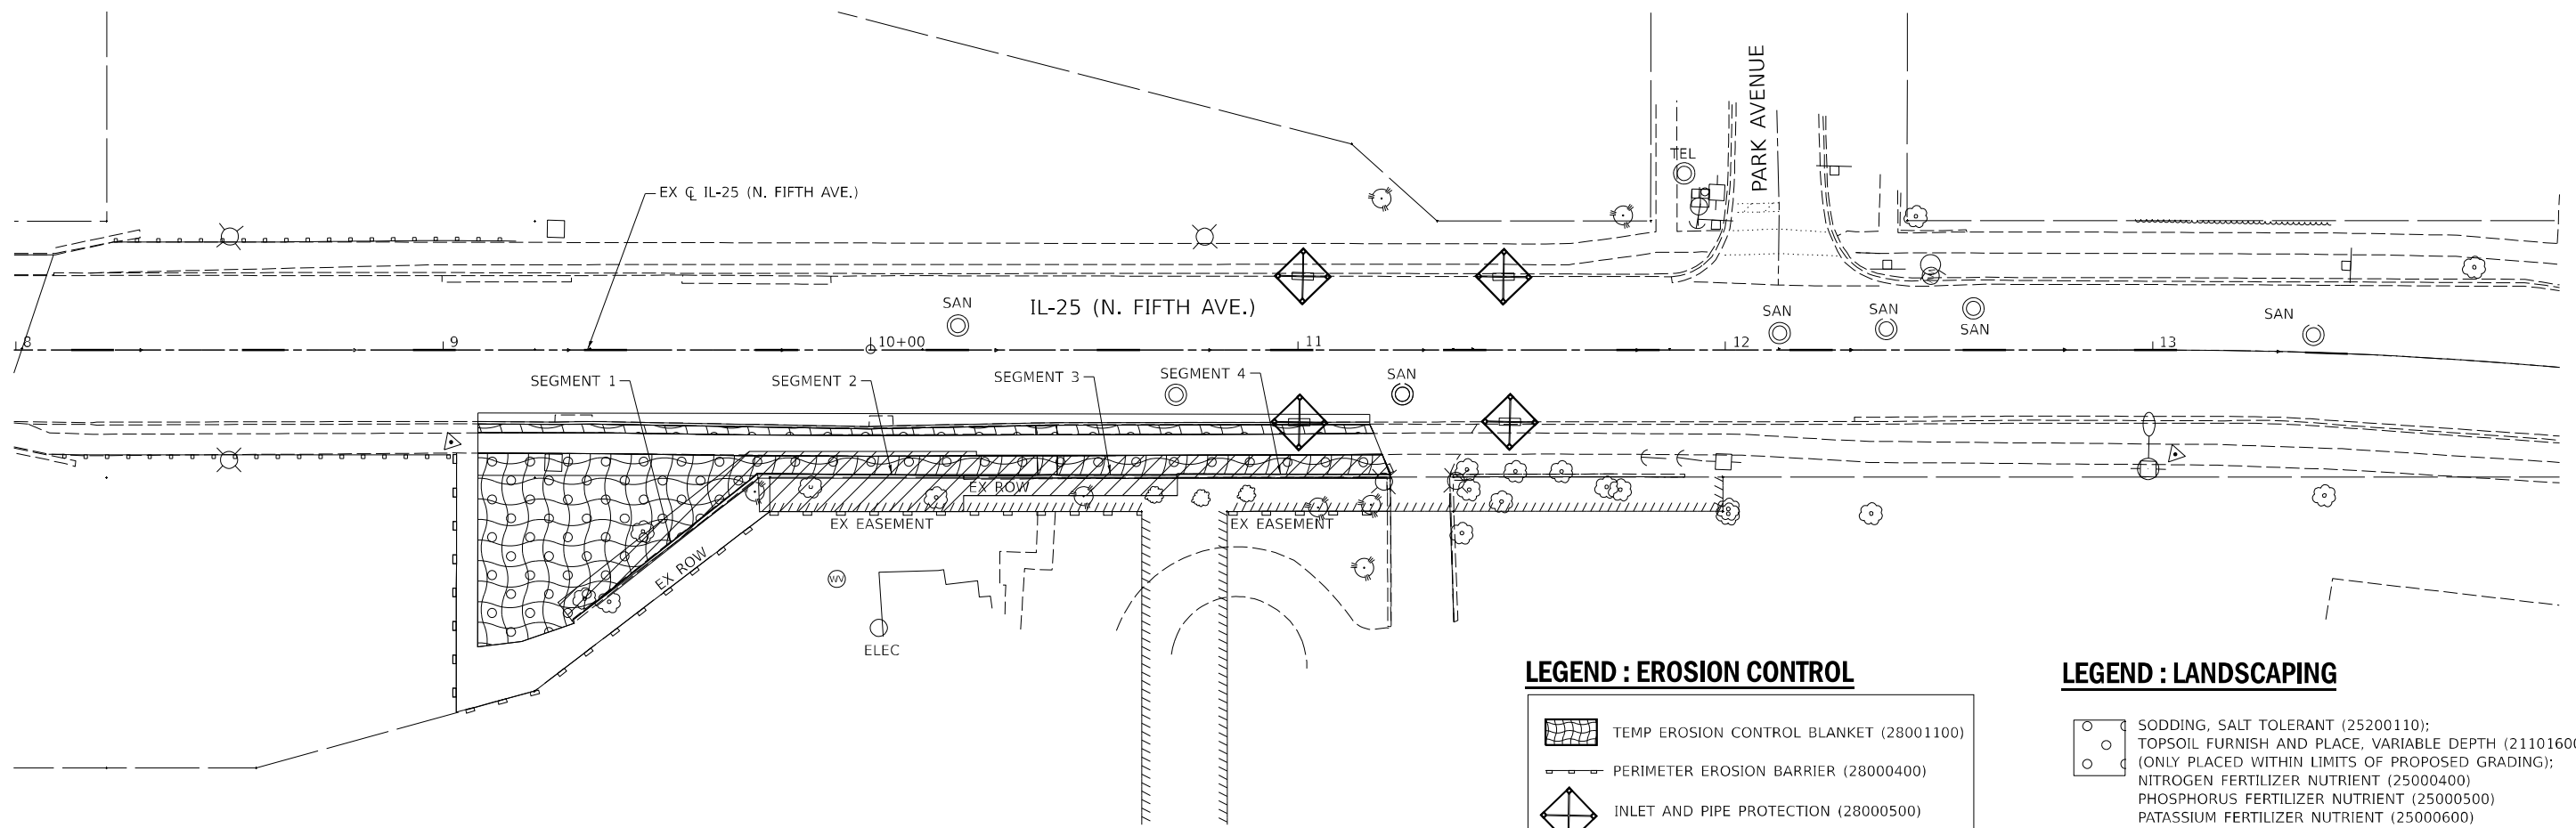 PARK AVENUE
TEL
EX ℄ IL-25 (N. FIFTH AVE.)
SAN
IL-25 (N. FIFTH AVE.)
SAN
SAN
SAN
SAN
8
9
10+00
11
12
13
SEGMENT 1
SEGMENT 2
SEGMENT 3
SEGMENT 4
SAN
EX ROW
EX EASEMENT
EX EASEMENT
EX ROW
WV
ELEC
LEGEND : EROSION CONTROL
TEMP EROSION CONTROL BLANKET (28001100)
PERIMETER EROSION BARRIER (28000400)
INLET AND PIPE PROTECTION (28000500)
LEGEND : LANDSCAPING
SODDING, SALT TOLERANT (25200110);
TOPSOIL FURNISH AND PLACE, VARIABLE DEPTH (21101600
(ONLY PLACED WITHIN LIMITS OF PROPOSED GRADING);
NITROGEN FERTILIZER NUTRIENT (25000400)
PHOSPHORUS FERTILIZER NUTRIENT (25000500)
PATASSIUM FERTILIZER NUTRIENT (25000600)